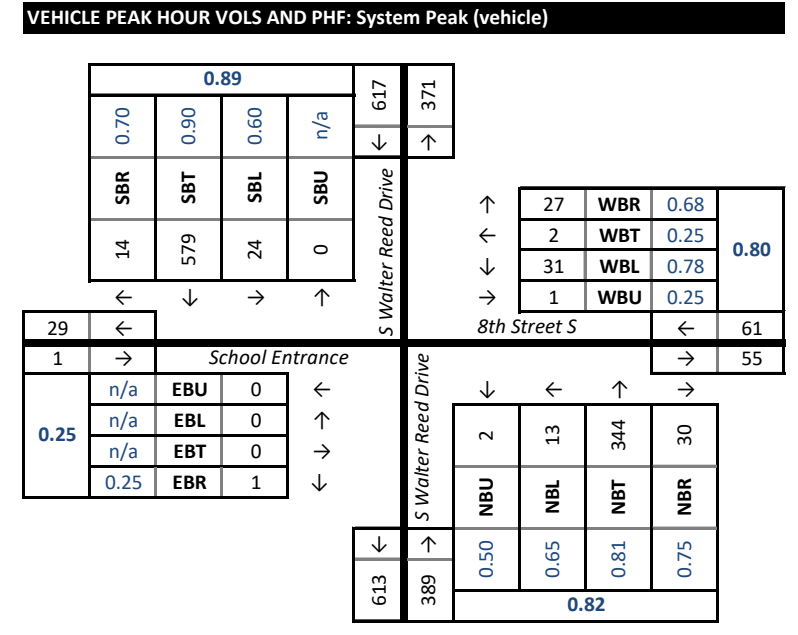 VEHICLE PEAK HOUR VOLS AND PHF: System Peak (vehicle)
0.89
0.70 0.90 0.60 n/a
SBR SBT SBL SBU
14 579 24 0
← ↓ → ↑
617 371
↓ ↑
S Walter Reed Drive
↑ 27 WBR 0.68
← 2 WBT 0.25
↓ 31 WBL 0.78
→ 1 WBU 0.25
0.80
8th Street S
← 61
→ 55
29 ←
1 →
School Entrance
n/a EBU 0 ←
n/a EBL 0 ↑
n/a EBT 0 →
0.25 EBR 1 ↓
0.25
S Walter Reed Drive
↓ ← ↑ →
2 13 344 30
NBU NBL NBT NBR
0.50 0.65 0.81 0.75
0.82
↓ ↑
613 389